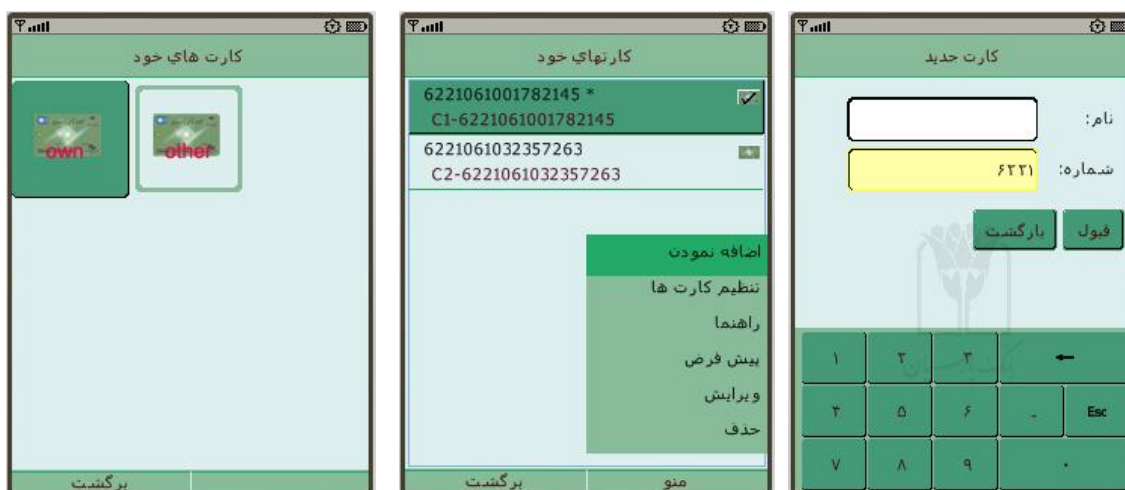 کارت هاي خود
own
other
برگشت
کارتهاي خود
6221061001782145 *
C1-6221061001782145
6221061032357263
C2-6221061032357263
اضافه نمودن
تنظیم کارت ها
راهنما
پیش فرض
ویرایش
حذف
منو
برگشت
کارت جدید
نام:
شماره: ۶۲۲۱
قبول
بازگشت
۱ ۲ ۳
۴ ۵ ۶ - Esc
۷ ۸ ۹ ۰